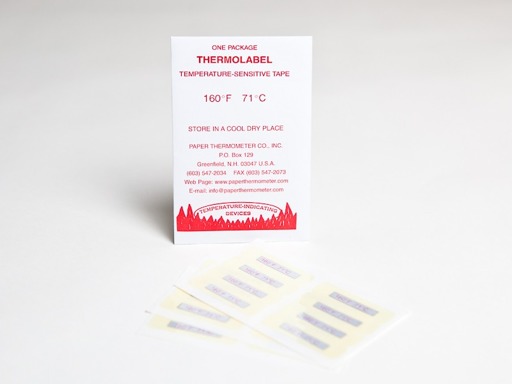 ONE PACKAGE
THERMOLABEL
TEMPERATURE-SENSITIVE TAPE
160°F 71°C
STORE IN A COOL DRY PLACE
PAPER THERMOMETER CO., INC.
P.O. Box 129
Greenfield, N.H. 03047 U.S.A.
(603) 547-2034 FAX (603) 547-2073
Web Page: www.paperthermometer.com
E-mail: info@paperthermometer.com
TEMPERATURE-INDICATING
DEVICES